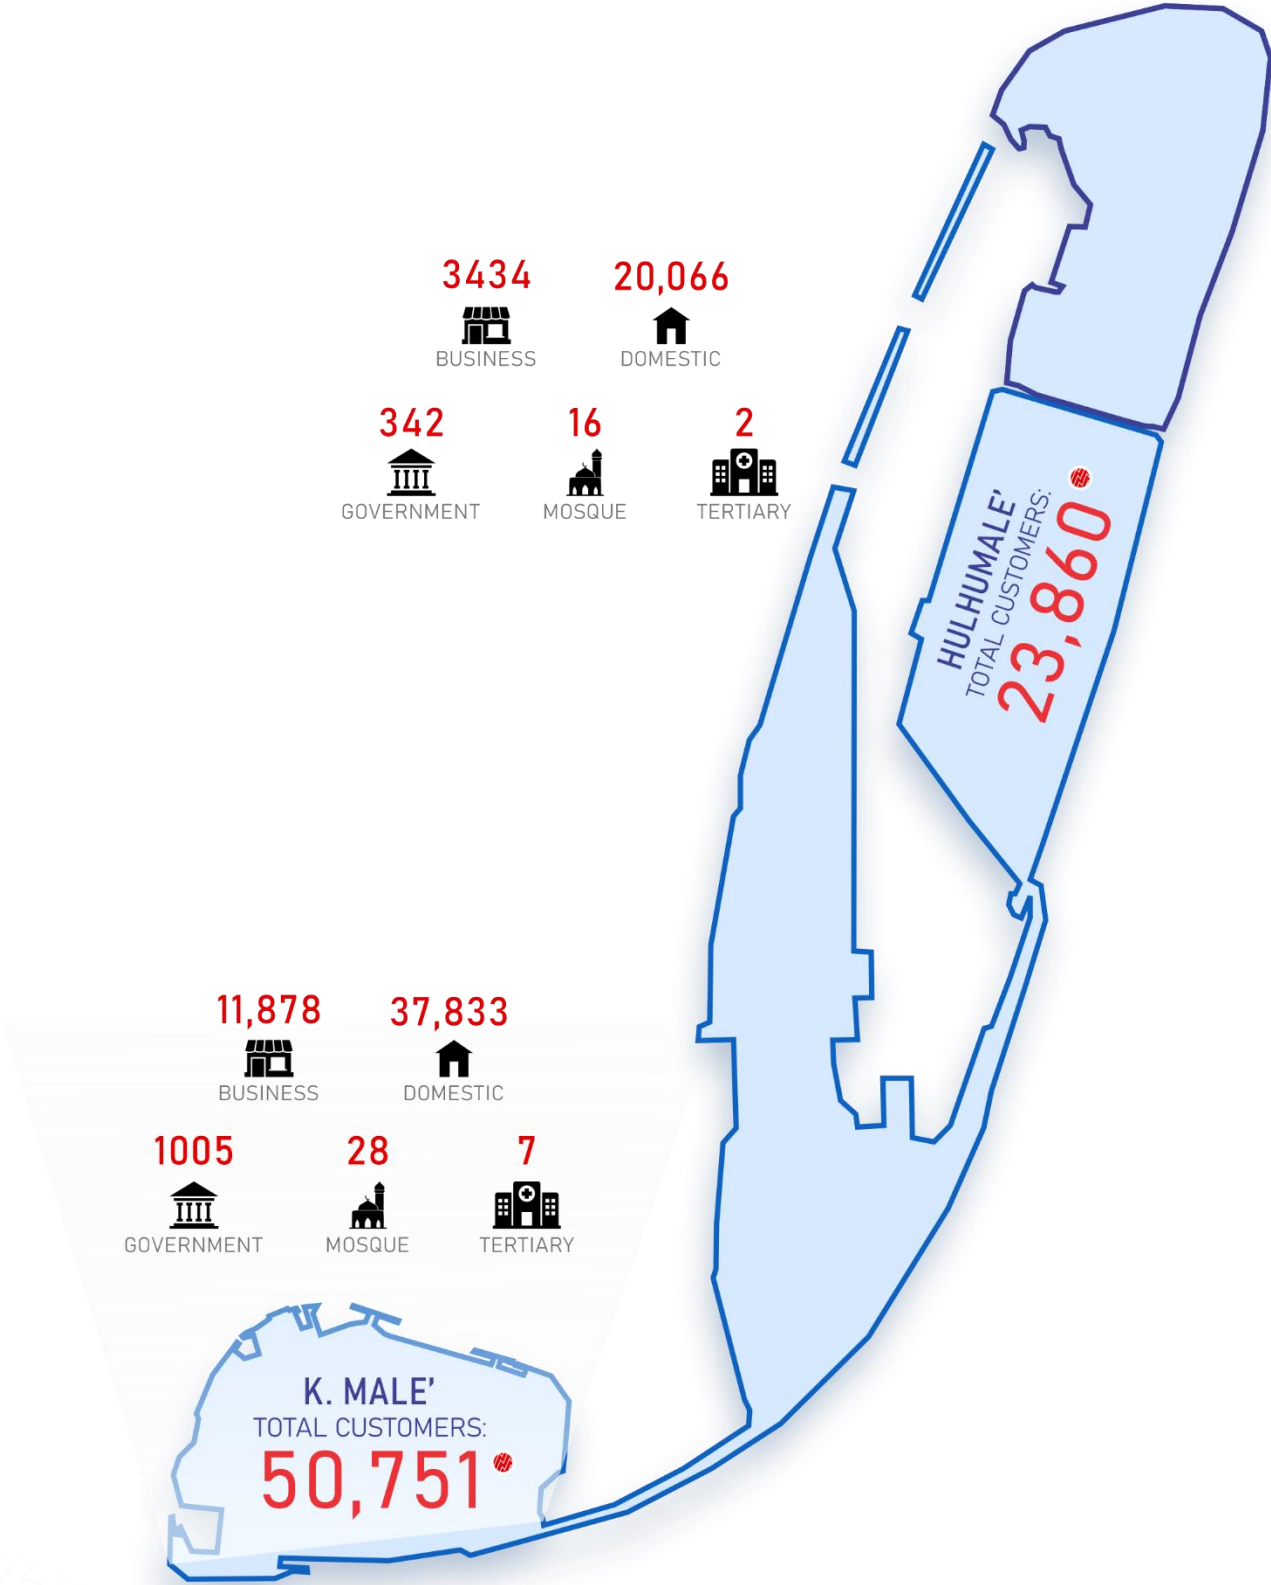 3434
BUSINESS
20,066
DOMESTIC
342
GOVERNMENT
16
MOSQUE
2
TERTIARY
HULHUMALE'
TOTAL CUSTOMERS:
23,860
11,878
BUSINESS
37,833
DOMESTIC
1005
GOVERNMENT
28
MOSQUE
7
TERTIARY
K. MALE'
TOTAL CUSTOMERS:
50,751